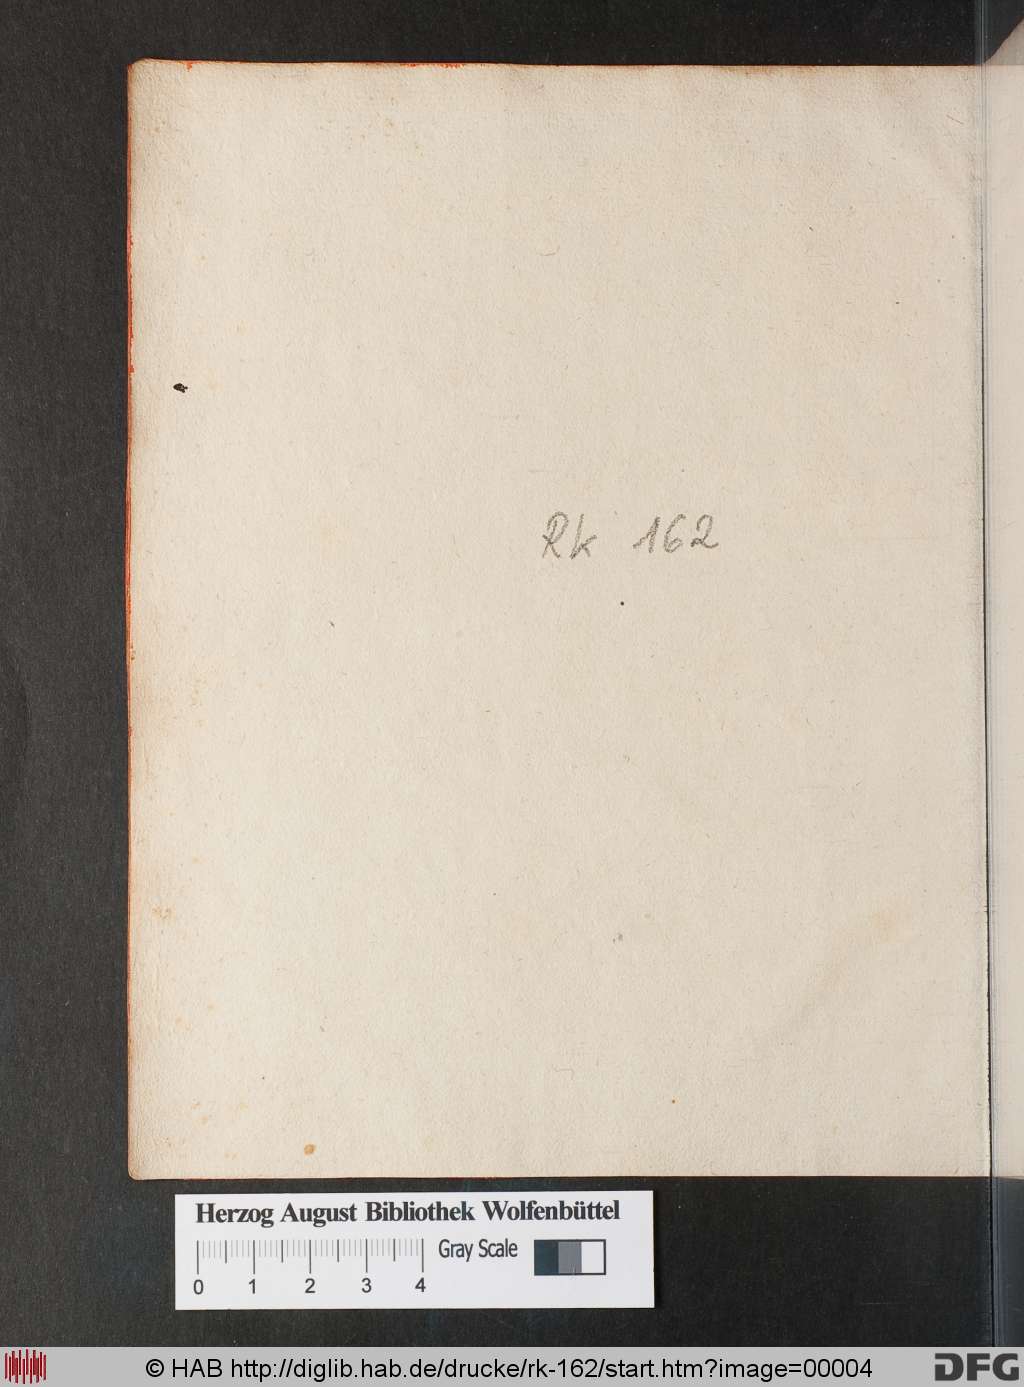 Rk 162
Herzog August Bibliothek Wolfenbüttel
Gray Scale
0 1 2 3 4
© HAB http://diglib.hab.de/drucke/rk-162/start.htm?image=00004
DFG